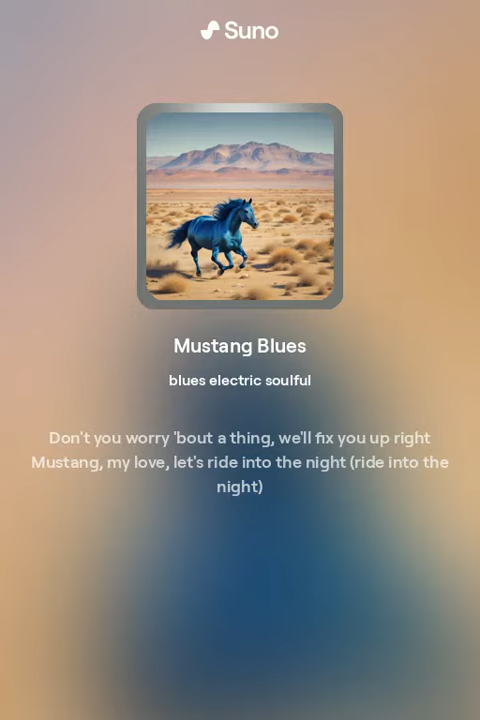 Suno
Mustang Blues
blues electric soulful
Don't you worry 'bout a thing, we'll fix you up right
Mustang, my love, let's ride into the night (ride into the
night)